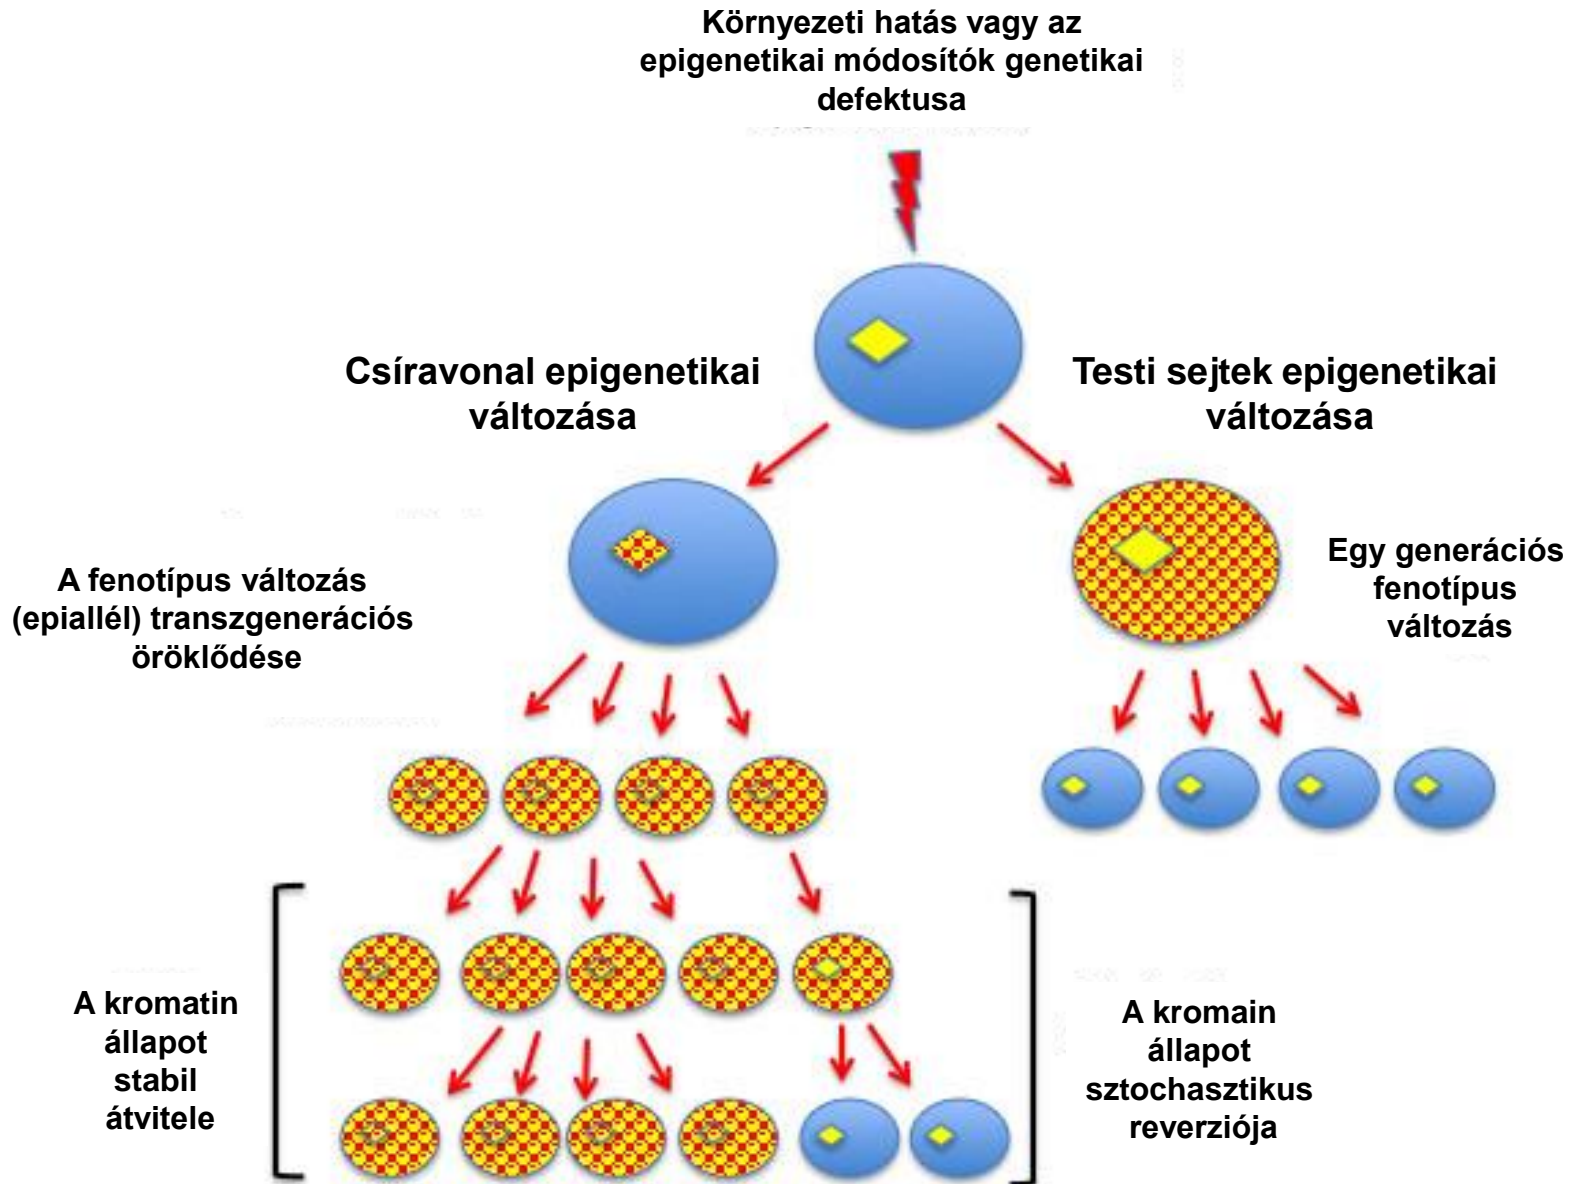 Környezeti hatás vagy az
epigenetikai módosítók genetikai
defektusa
Csíravonal epigenetikai
változása
Testi sejtek epigenetikai
változása
A fenotípus változás
(epiallél) transzgenerációs
öröklődése
Egy generációs
fenotípus
változás
A kromatin
állapot
stabil
átvitele
A kromain
állapot
sztochasztikus
reverziója